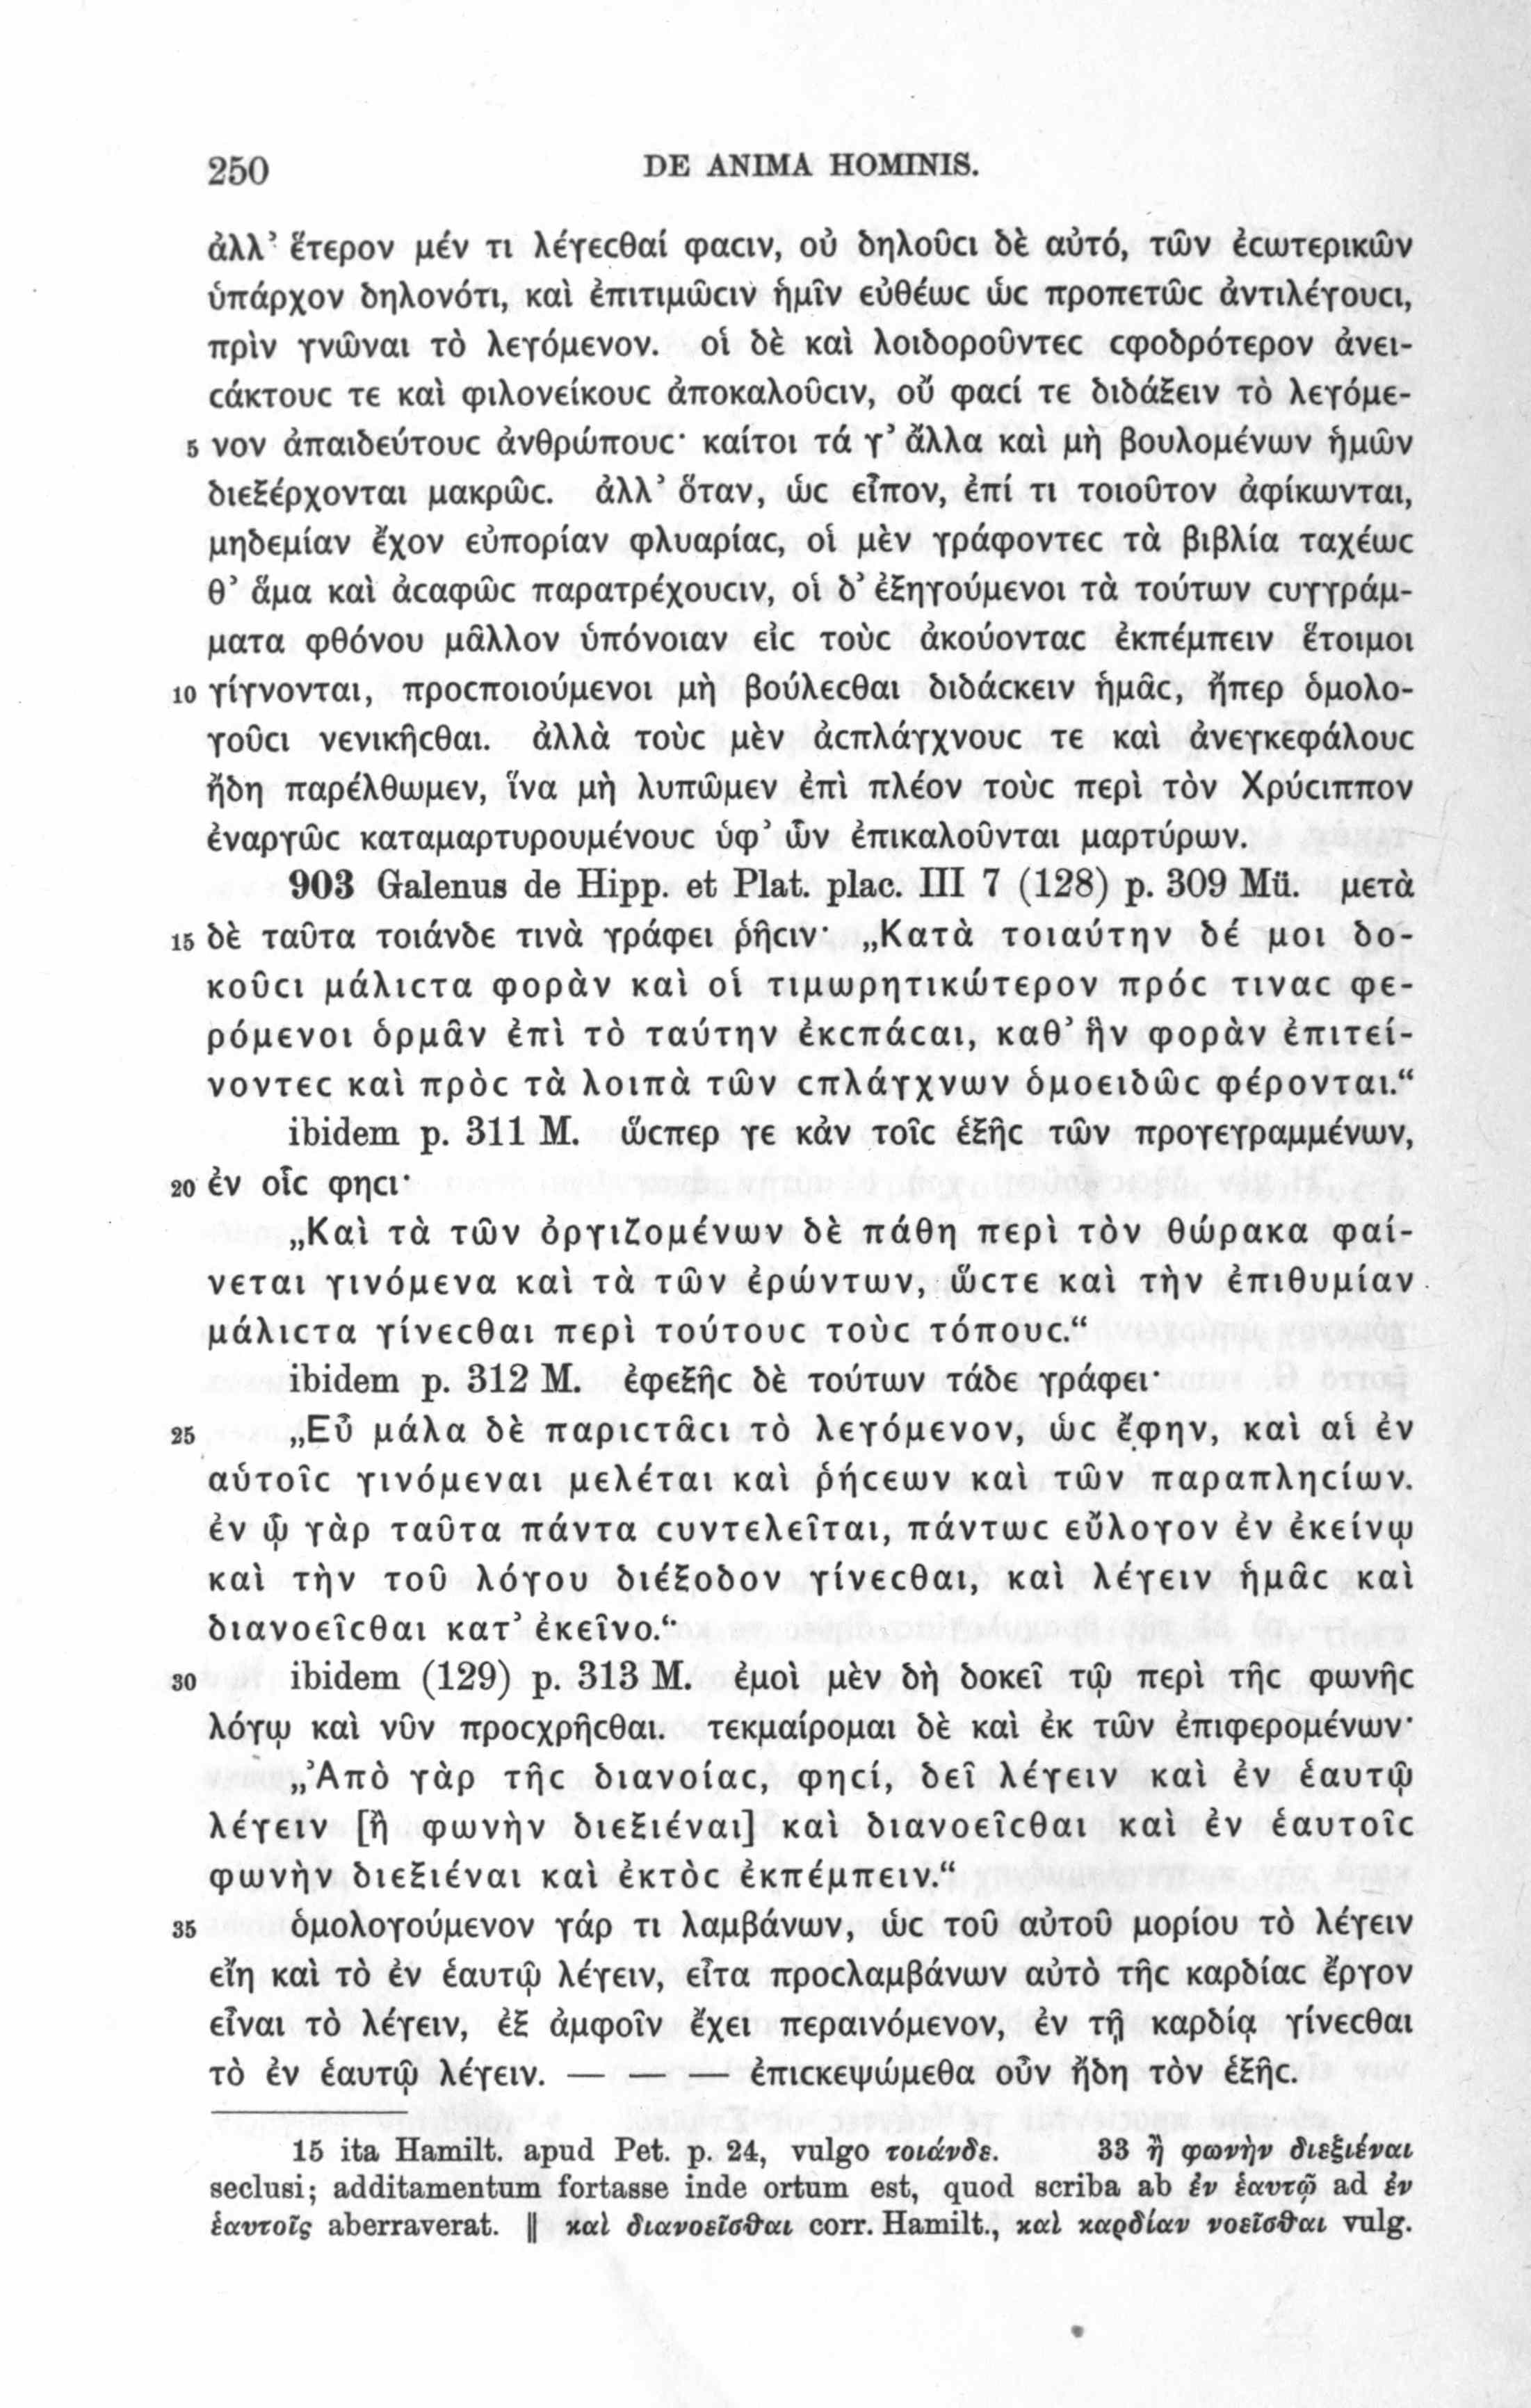 250 DE ANIMA HOMINIS.
ἀλλ’ ἕτερον μέν τι λέγεϲθαί φαϲιν, οὐ δηλοῦϲι δὲ αὐτό, τῶν ἐϲωτερικῶν
ὑπάρχον δηλονότι, καὶ ἐπιτιμῶϲιν ἡμῖν εὐθέωϲ ὡϲ προπετῶϲ ἀντιλέγουϲι,
πρὶν γνῶναι τὸ λεγόμενον. οἱ δὲ καὶ λοιδοροῦντεϲ ϲφοδρότερον ἀνει-
ϲάκτουϲ τε καὶ φιλονείκουϲ ἀποκαλοῦϲιν, οὔ φαϲί τε διδάξειν τὸ λεγόμε-
5 νον ἀπαιδεύτουϲ ἀνθρώπουϲ· καίτοι τά γ’ ἄλλα καὶ μὴ βουλομένων ἡμῶν
διεξέρχονται μακρῶϲ. ἀλλ’ ὅταν, ὡϲ εἶπον, ἐπί τι τοιοῦτον ἀφίκωνται,
μηδεμίαν ἔχον εὐπορίαν φλυαρίαϲ, οἱ μὲν γράφοντεϲ τὰ βιβλία ταχέωϲ
θ’ ἅμα καὶ ἀϲαφῶϲ παρατρέχουϲιν, οἱ δ’ ἐξηγούμενοι τὰ τούτων ϲυγγράμ-
ματα φθόνου μᾶλλον ὑπόνοιαν εἰϲ τοὺϲ ἀκούονταϲ ἐκπέμπειν ἕτοιμοι
10 γίγνονται, προϲποιούμενοι μὴ βούλεϲθαι διδάϲκειν ἡμᾶϲ, ἤπερ ὁμολο-
γοῦϲι νενικῆϲθαι. ἀλλὰ τοὺϲ μὲν ἀϲπλάγχνουϲ τε καὶ ἀνεγκεφάλουϲ
ἤδη παρέλθωμεν, ἵνα μὴ λυπῶμεν ἐπὶ πλέον τοὺϲ περὶ τὸν Χρύϲιππον
ἐναργῶϲ καταμαρτυρουμένουϲ ὑφ’ ὧν ἐπικαλοῦνται μαρτύρων.
903 Galenus de Hipp. et Plat. plac. III 7 (128) p. 309 Mü. μετὰ
15 δὲ ταῦτα τοιάνδε τινὰ γράφει ῥῆϲιν· „Κατὰ τοιαύτην δέ μοι δο-
κοῦϲι μάλιϲτα φορὰν καὶ οἱ τιμωρητικώτερον πρόϲ τιναϲ φε-
ρόμενοι ὁρμᾶν ἐπὶ τὸ ταύτην ἐκϲπάϲαι, καθ’ ἣν φορὰν ἐπιτεί-
νοντεϲ καὶ πρὸϲ τὰ λοιπὰ τῶν ϲπλάγχνων ὁμοειδῶϲ φέρονται.“
ibidem p. 311 M. ὥϲπερ γε κἀν τοῖϲ ἑξῆϲ τῶν προγεγραμμένων,
20 ἐν οἷϲ φηϲι·
„Καὶ τὰ τῶν ὀργιζομένων δὲ πάθη περὶ τὸν θώρακα φαί-
νεται γινόμενα καὶ τὰ τῶν ἐρώντων, ὥϲτε καὶ τὴν ἐπιθυμίαν
μάλιϲτα γίνεϲθαι περὶ τούτουϲ τοὺϲ τόπουϲ.“
ibidem p. 312 M. ἐφεξῆϲ δὲ τούτων τάδε γράφει·
25 „Εὖ μάλα δὲ παριϲτᾶϲι τὸ λεγόμενον, ὡϲ ἔφην, καὶ αἱ ἐν
αὑτοῖϲ γινόμεναι μελέται καὶ ῥήϲεων καὶ τῶν παραπληϲίων.
ἐν ᾧ γὰρ ταῦτα πάντα ϲυντελεῖται, πάντωϲ εὔλογον ἐν ἐκείνῳ
καὶ τὴν τοῦ λόγου διέξοδον γίνεϲθαι, καὶ λέγειν ἡμᾶϲ καὶ
διανοεῖϲθαι κατ’ ἐκεῖνο.“
30 ibidem (129) p. 313 M. ἐμοὶ μὲν δὴ δοκεῖ τῷ περὶ τῆϲ φωνῆϲ
λόγῳ καὶ νῦν προϲχρῆϲθαι. τεκμαίρομαι δὲ καὶ ἐκ τῶν ἐπιφερομένων·
„Ἀπὸ γὰρ τῆϲ διανοίαϲ, φηϲί, δεῖ λέγειν καὶ ἐν ἑαυτῷ
λέγειν [ἢ φωνὴν διεξιέναι] καὶ διανοεῖϲθαι καὶ ἐν ἑαυτοῖϲ
φωνὴν διεξιέναι καὶ ἐκτὸϲ ἐκπέμπειν.“
35 ὁμολογούμενον γάρ τι λαμβάνων, ὡϲ τοῦ αὐτοῦ μορίου τὸ λέγειν
εἴη καὶ τὸ ἐν ἑαυτῷ λέγειν, εἶτα προϲλαμβάνων αὐτὸ τῆϲ καρδίαϲ ἔργον
εἶναι τὸ λέγειν, ἐξ ἀμφοῖν ἔχει περαινόμενον, ἐν τῇ καρδίᾳ γίνεϲθαι
τὸ ἐν ἑαυτῷ λέγειν. — — — ἐπιϲκεψώμεθα οὖν ἤδη τὸν ἑξῆϲ.
15 ita Hamilt. apud Pet. p. 24, vulgo τοιάνδε. 33 ἢ φωνὴν διεξιέναι
seclusi; additamentum fortasse inde ortum est, quod scriba ab ἐν ἑαυτῷ ad ἐν
ἑαυτοῖς aberraverat. ‖ καὶ διανοεῖσθαι corr. Hamilt., καὶ καρδίαν νοεῖσθαι vulg.